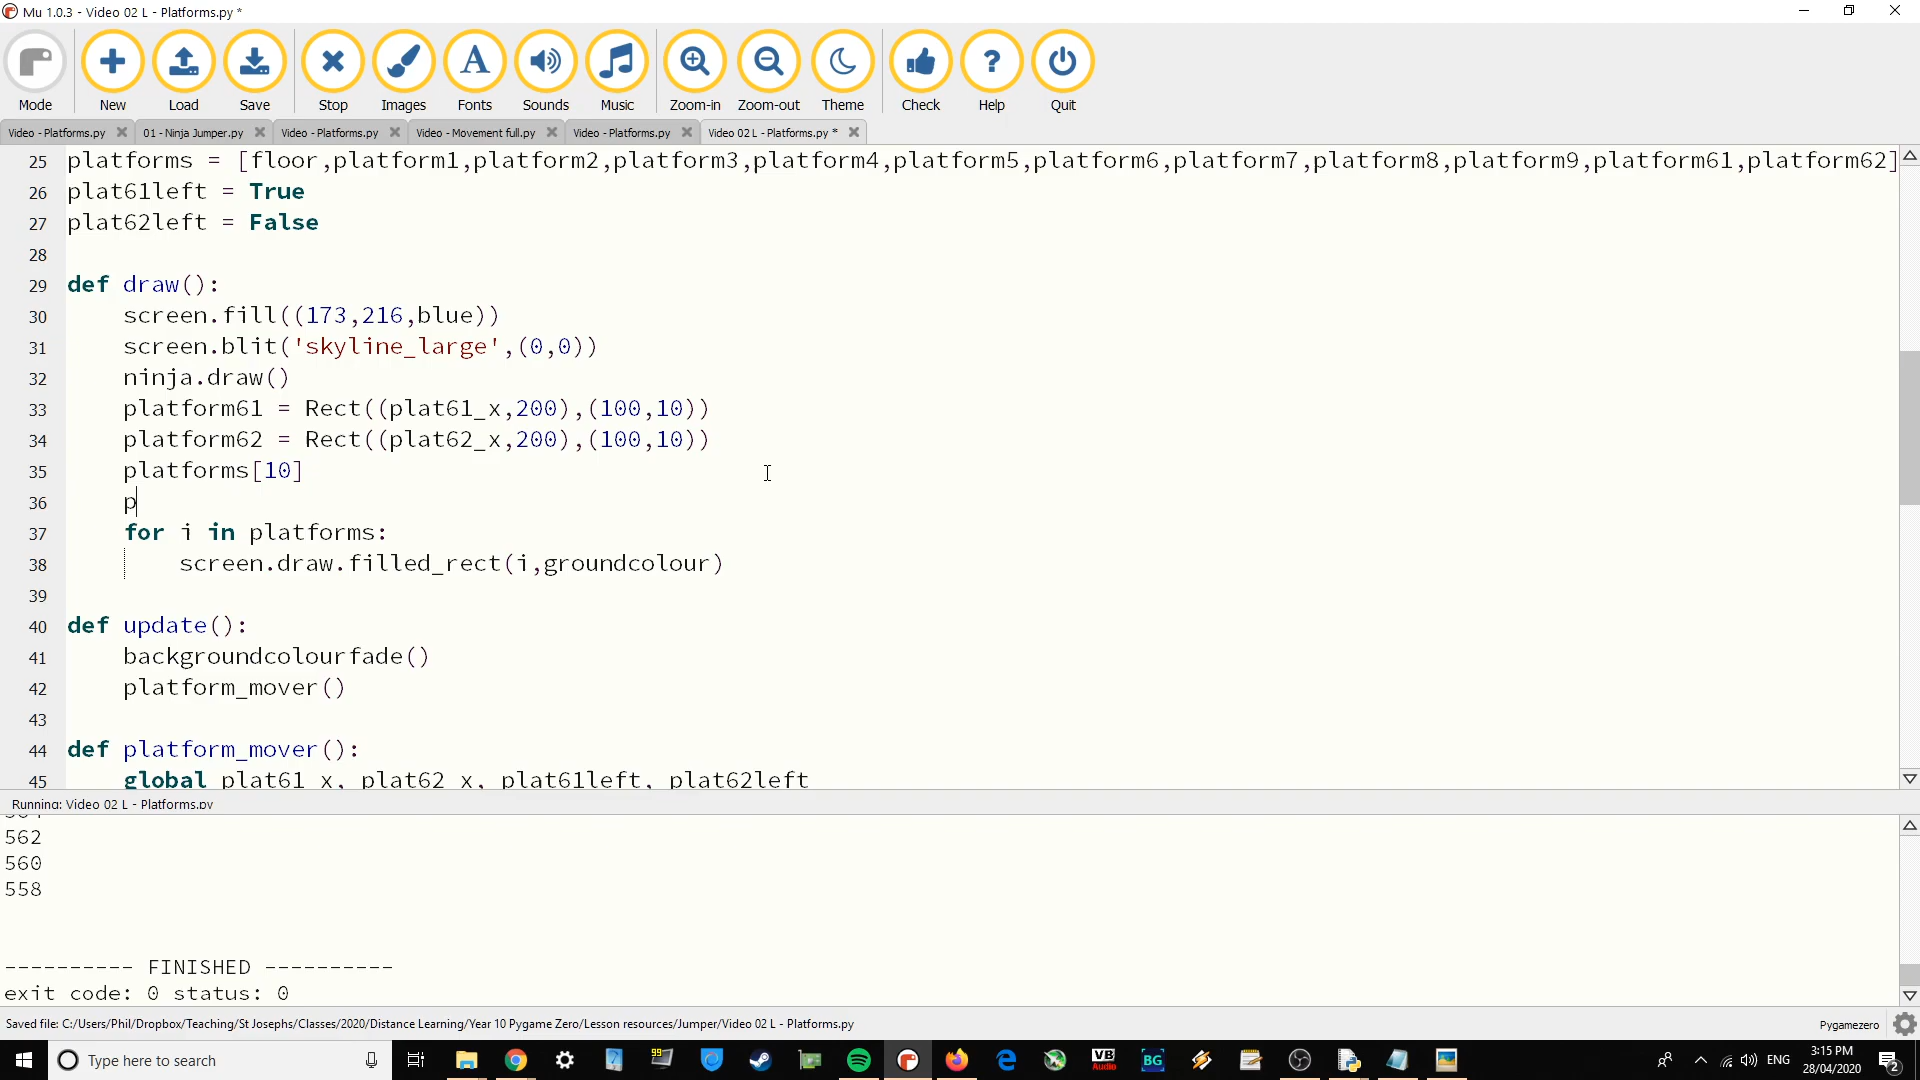 Mu 1.0.3 - Video 02 L - Platforms.py *
Mode New Load Save Stop Images Fonts Sounds Music Zoom-in Zoom-out Theme Check Help Quit
Video - Platforms.py 01 - Ninja Jumper.py Video - Platforms.py Video - Movement full.py Video - Platforms.py Video 02 L - Platforms.py *
25 platforms = [floor,platform1,platform2,platform3,platform4,platform5,platform6,platform7,platform8,platform9,platform61,platform62]
26 plat61left = True
27 plat62left = False
28
29 def draw():
30 screen.fill((173,216,blue))
31 screen.blit('skyline_large',(0,0))
32 ninja.draw()
33 platform61 = Rect((plat61_x,200),(100,10))
34 platform62 = Rect((plat62_x,200),(100,10))
35 platforms[10]
36 p
37 for i in platforms:
38 screen.draw.filled_rect(i,groundcolour)
39
40 def update():
41 backgroundcolourfade()
42 platform_mover()
43
44 def platform_mover():
45 global plat61_x, plat62_x, plat61left, plat62left
Running: Video 02 L - Platforms.py
562
560
558
---------- FINISHED ----------
exit code: 0 status: 0
Saved file: C:/Users/Phil/Dropbox/Teaching/St Josephs/Classes/2020/Distance Learning/Year 10 Pygame Zero/Lesson resources/Jumper/Video 02 L - Platforms.py
Pygamezero
Type here to search
99
VB Audio
BG
ENG
3:15 PM
28/04/2020
2